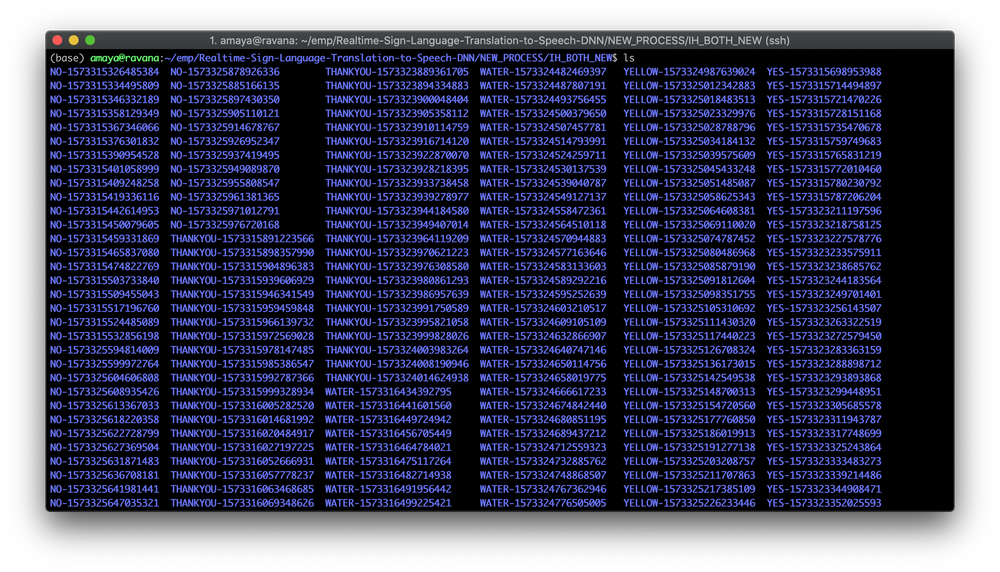 1. amaya@ravana: ~/emp/Realtime-Sign-Language-Translation-to-Speech-DNN/NEW_PROCESS/IH_BOTH_NEW (ssh)
(base) amaya@ravana:~/emp/Realtime-Sign-Language-Translation-to-Speech-DNN/NEW_PROCESS/IH_BOTH_NEW$ ls
NO-1573315326485384 NO-1573325878926336 THANKYOU-1573323889361705 WATER-1573324482469397 YELLOW-1573324987639024 YES-1573315698953988
NO-1573315334495809 NO-1573325885166135 THANKYOU-1573323894334883 WATER-1573324487807191 YELLOW-1573325012342883 YES-1573315714494897
NO-1573315346332189 NO-1573325897430350 THANKYOU-1573323900048404 WATER-1573324493756455 YELLOW-1573325018483513 YES-1573315721470226
NO-1573315358129349 NO-1573325905110121 THANKYOU-1573323905358112 WATER-1573324500379650 YELLOW-1573325023329976 YES-1573315728151168
NO-1573315367346066 NO-1573325914678767 THANKYOU-1573323910114759 WATER-1573324507457781 YELLOW-1573325028788796 YES-1573315735470678
NO-1573315376301832 NO-1573325926952347 THANKYOU-1573323916714120 WATER-1573324514793991 YELLOW-1573325034184132 YES-1573315759749683
NO-1573315390954528 NO-1573325937419495 THANKYOU-1573323922870070 WATER-1573324524259711 YELLOW-1573325039575609 YES-1573315765831219
NO-1573315401058999 NO-1573325949089870 THANKYOU-1573323928218395 WATER-1573324530137539 YELLOW-1573325045433248 YES-1573315772010460
NO-1573315409248258 NO-1573325955808547 THANKYOU-1573323933738458 WATER-1573324539040787 YELLOW-1573325051485087 YES-1573315780230792
NO-1573315419336116 NO-1573325961381365 THANKYOU-1573323939278977 WATER-1573324549127137 YELLOW-1573325058625343 YES-1573315787206204
NO-1573315442614953 NO-1573325971012791 THANKYOU-1573323944184580 WATER-1573324558472361 YELLOW-1573325064608381 YES-1573323211197596
NO-1573315450079605 NO-1573325976720168 THANKYOU-1573323949407014 WATER-1573324564510118 YELLOW-1573325069110020 YES-1573323218758125
NO-1573315459331869 THANKYOU-1573315891223566 THANKYOU-1573323964119209 WATER-1573324570944883 YELLOW-1573325074787452 YES-1573323227578776
NO-1573315465837080 THANKYOU-1573315898357990 THANKYOU-1573323970621223 WATER-1573324577163646 YELLOW-1573325080486968 YES-1573323233575911
NO-1573315474822769 THANKYOU-1573315904896383 THANKYOU-1573323976308580 WATER-1573324583133603 YELLOW-1573325085879190 YES-1573323238685762
NO-1573315503733840 THANKYOU-1573315939606929 THANKYOU-1573323980861293 WATER-1573324589292216 YELLOW-1573325091812604 YES-1573323244183564
NO-1573315509455043 THANKYOU-1573315946341549 THANKYOU-1573323986957639 WATER-1573324595252639 YELLOW-1573325098351755 YES-1573323249701401
NO-1573315517196760 THANKYOU-1573315959459848 THANKYOU-1573323991750589 WATER-1573324603210517 YELLOW-1573325105310692 YES-1573323256143507
NO-1573315524485089 THANKYOU-1573315966139732 THANKYOU-1573323995821058 WATER-1573324609105109 YELLOW-1573325111430320 YES-1573323263322519
NO-1573315532856198 THANKYOU-1573315972569028 THANKYOU-1573323999828026 WATER-1573324632866907 YELLOW-1573325117440223 YES-1573323272579450
NO-1573325594814009 THANKYOU-1573315978147485 THANKYOU-1573324003983264 WATER-1573324640747146 YELLOW-1573325126708324 YES-1573323283363159
NO-1573325599972764 THANKYOU-1573315985386547 THANKYOU-1573324008190946 WATER-1573324650114756 YELLOW-1573325136173015 YES-1573323288898712
NO-1573325604606808 THANKYOU-1573315992787366 THANKYOU-1573324014624938 WATER-1573324658019775 YELLOW-1573325142549538 YES-1573323293893868
NO-1573325608935426 THANKYOU-1573315999328934 WATER-1573316434392795 WATER-1573324666617233 YELLOW-1573325148700313 YES-1573323299448951
NO-1573325613367033 THANKYOU-1573316005282520 WATER-1573316441601560 WATER-1573324674842440 YELLOW-1573325154720560 YES-1573323305685578
NO-1573325618220358 THANKYOU-1573316014681992 WATER-1573316449724942 WATER-1573324680851195 YELLOW-1573325177760850 YES-1573323311943787
NO-1573325622728799 THANKYOU-1573316020484917 WATER-1573316456705449 WATER-1573324689437212 YELLOW-1573325186019913 YES-1573323317748699
NO-1573325627369504 THANKYOU-1573316027197225 WATER-1573316464784021 WATER-1573324712559323 YELLOW-1573325191277138 YES-1573323325243864
NO-1573325631871483 THANKYOU-1573316052666931 WATER-1573316475117264 WATER-1573324732885762 YELLOW-1573325203208757 YES-1573323333483273
NO-1573325636708181 THANKYOU-1573316057778237 WATER-1573316482714938 WATER-1573324748868507 YELLOW-1573325211707863 YES-1573323339214486
NO-1573325641981441 THANKYOU-1573316063468685 WATER-1573316491956442 WATER-1573324767362946 YELLOW-1573325217385109 YES-1573323344908471
NO-1573325647035321 THANKYOU-1573316069348626 WATER-1573316499225421 WATER-1573324776505005 YELLOW-1573325226233446 YES-1573323352025593